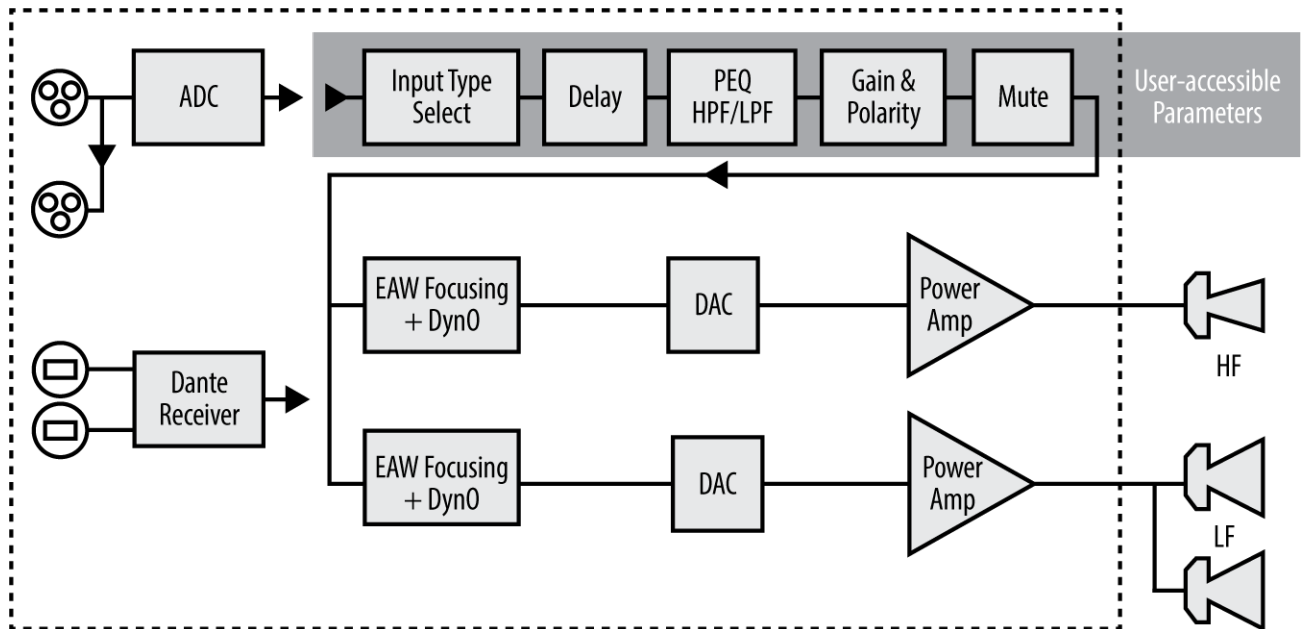 ADC
Input Type
Select
Delay
PEQ
HPF/LPF
Gain &
Polarity
Mute
User-accessible
Parameters
EAW Focusing
+ DynO
DAC
Power
Amp
HF
Dante
Receiver
EAW Focusing
+ DynO
DAC
Power
Amp
LF